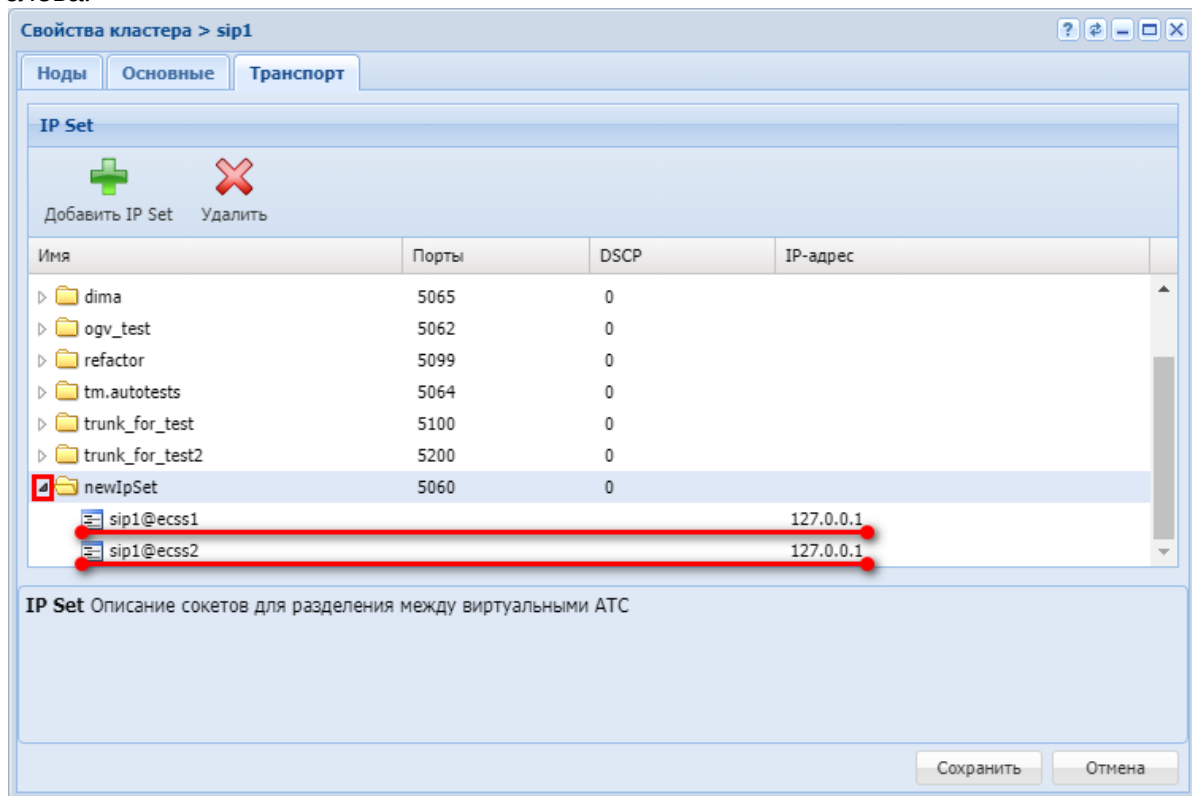 слова.
Свойства кластера > sip1
Ноды Основные Транспорт
IP Set
Добавить IP Set Удалить
Имя Порты DSCP IP-адрес
dima 5065 0
ogv_test 5062 0
refactor 5099 0
tm.autotests 5064 0
trunk_for_test 5100 0
trunk_for_test2 5200 0
newIpSet 5060 0
sip1@ecss1 127.0.0.1
sip1@ecss2 127.0.0.1
IP Set Описание сокетов для разделения между виртуальными АТС
Сохранить Отмена